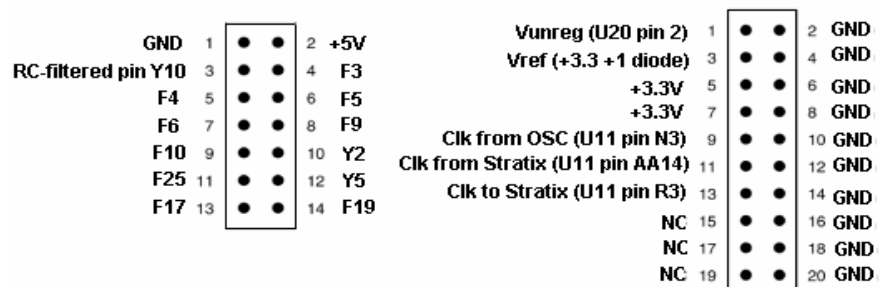 GND 1 2 +5V
RC-filtered pin Y10 3 4 F3
F4 5 6 F5
F6 7 8 F9
F10 9 10 Y2
F25 11 12 Y5
F17 13 14 F19
Vunreg (U20 pin 2) 1 2 GND
Vref (+3.3 +1 diode) 3 4 GND
+3.3V 5 6 GND
+3.3V 7 8 GND
Clk from OSC (U11 pin N3) 9 10 GND
Clk from Stratix (U11 pin AA14) 11 12 GND
Clk to Stratix (U11 pin R3) 13 14 GND
NC 15 16 GND
NC 17 18 GND
NC 19 20 GND